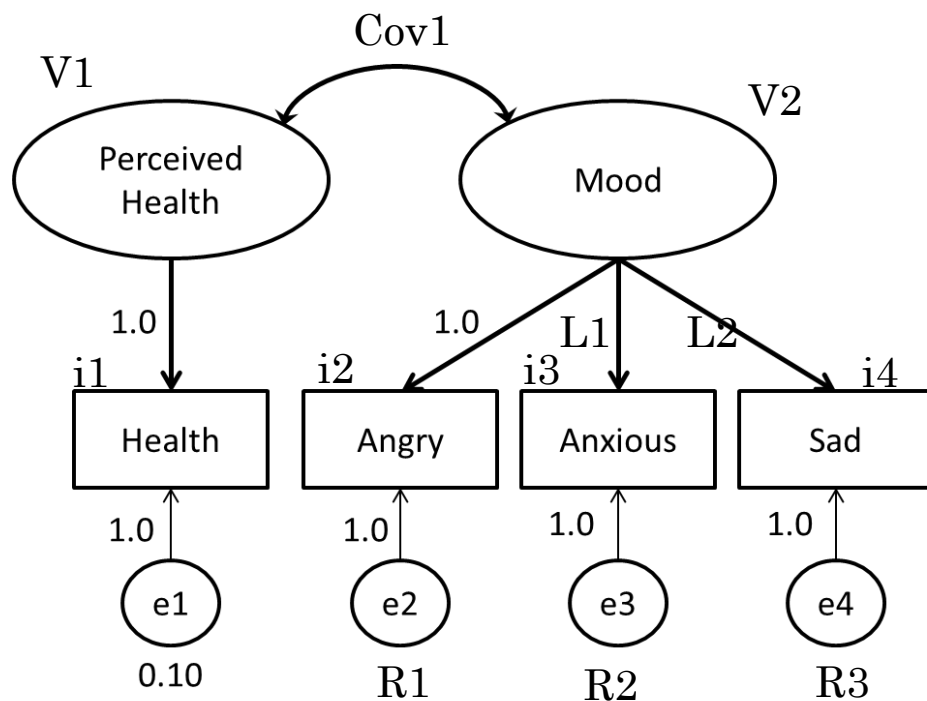 Cov1
V1
V2
Perceived
Health
Mood
1.0
1.0
L1
L2
i1
i2
i3
i4
Health
Angry
Anxious
Sad
1.0
1.0
1.0
1.0
e1
e2
e3
e4
0.10
R1
R2
R3